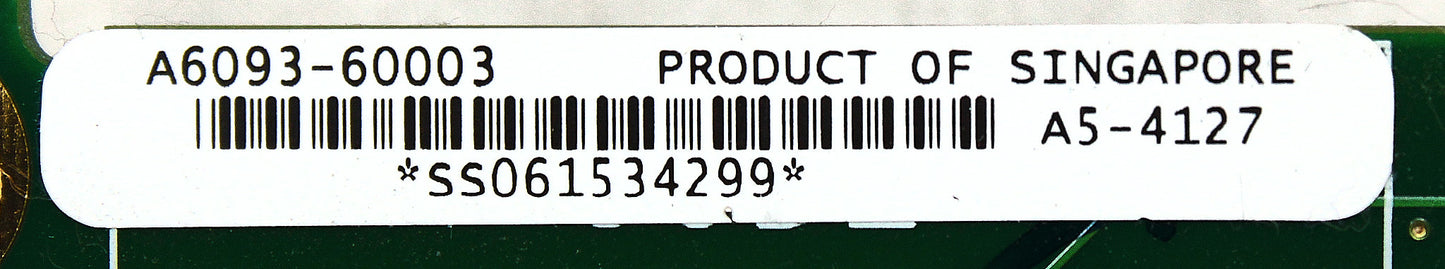 A6093-60003 PRODUCT OF SINGAPORE
A5-4127
*SS061534299*